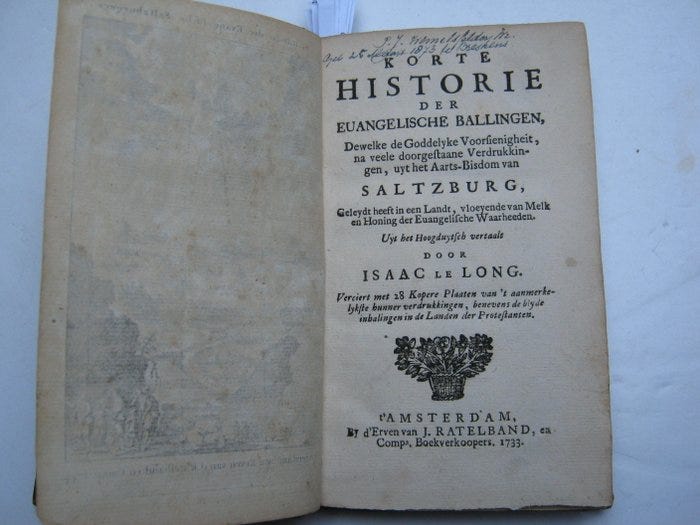 KORTE
HISTORIE
DER
EUANGELISCHE BALLINGEN,
Dewelke de Goddelyke Voorsienigheit,
na veele doorgestaane Verdrukkin-
gen, uyt het Aarts-Bisdom van
SALTZBURG,
Geleydt heeft in een Landt, vloeyende van Melk
en Honing der Euangelische Waarheeden.
Uyt het Hoogduytsch vertaalt
DOOR
ISAAC LE LONG.
Verciert met 28 Kopere Plaaten van 't aanmerke-
lykste hunner verdrukkingen, benevens de blyde
inhalingen in de Landen der Protestanten.
t'AMSTERDAM,
By d'Erven van J. RATELBAND, en
Compa. Boekverkoopers. 1733.